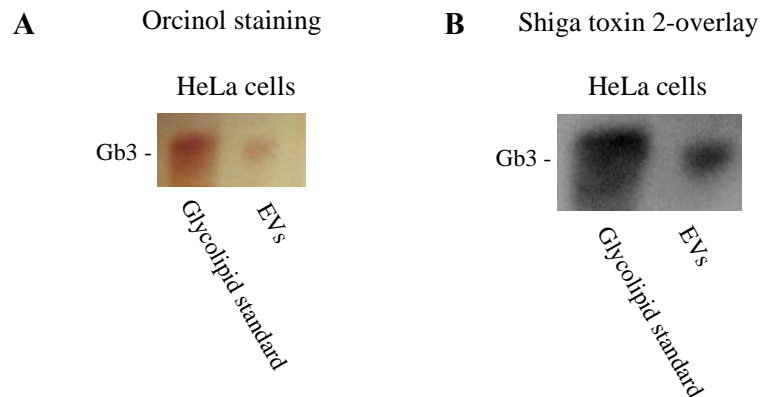 A
Orcinol staining
HeLa cells
Gb3 -
Glycolipid standard
EVs
B
Shiga toxin 2-overlay
HeLa cells
Gb3 -
Glycolipid standard
EVs